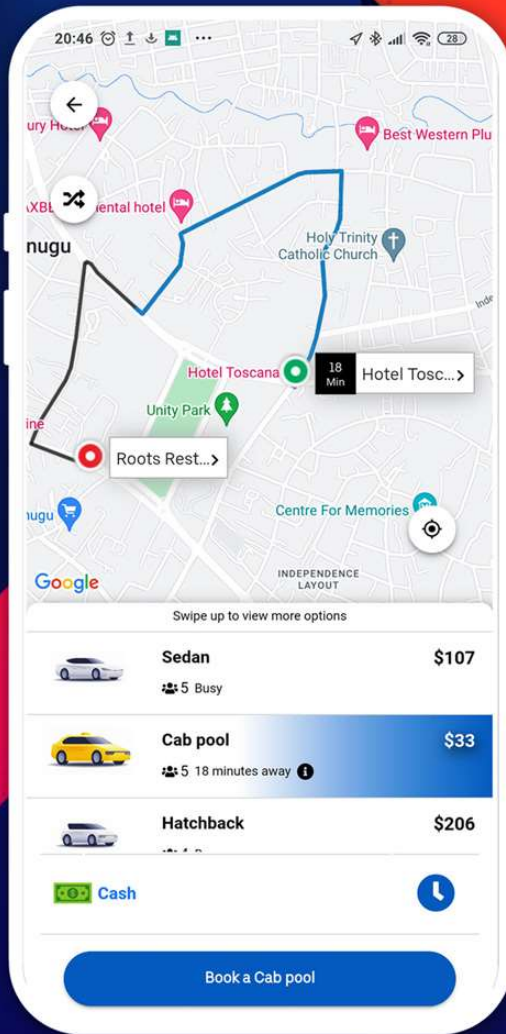 20:46
28
ury Hotel
Best Western Plu
ental hotel
nugu
Holy Trinity
Catholic Church
Inde
Hotel Toscana
18
Min
Hotel Tosc...
Unity Park
ine
Roots Rest...
nugu
Centre For Memories
Google
INDEPENDENCE
LAYOUT
Swipe up to view more options
Sedan
$107
5 Busy
Cab pool
$33
5 18 minutes away
Hatchback
$206
Cash
Book a Cab pool